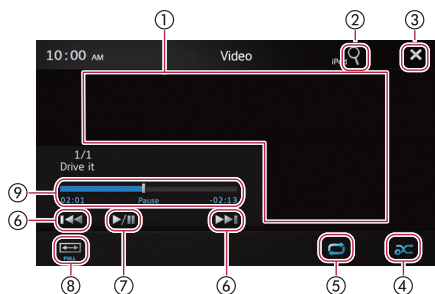 ① ② ③
10:00 AM Video iPod
1/1
Drive it
⑨
02:01 Pause -02:13
⑥
FULL
⑧ ⑦ ⑥ ⑤ ④